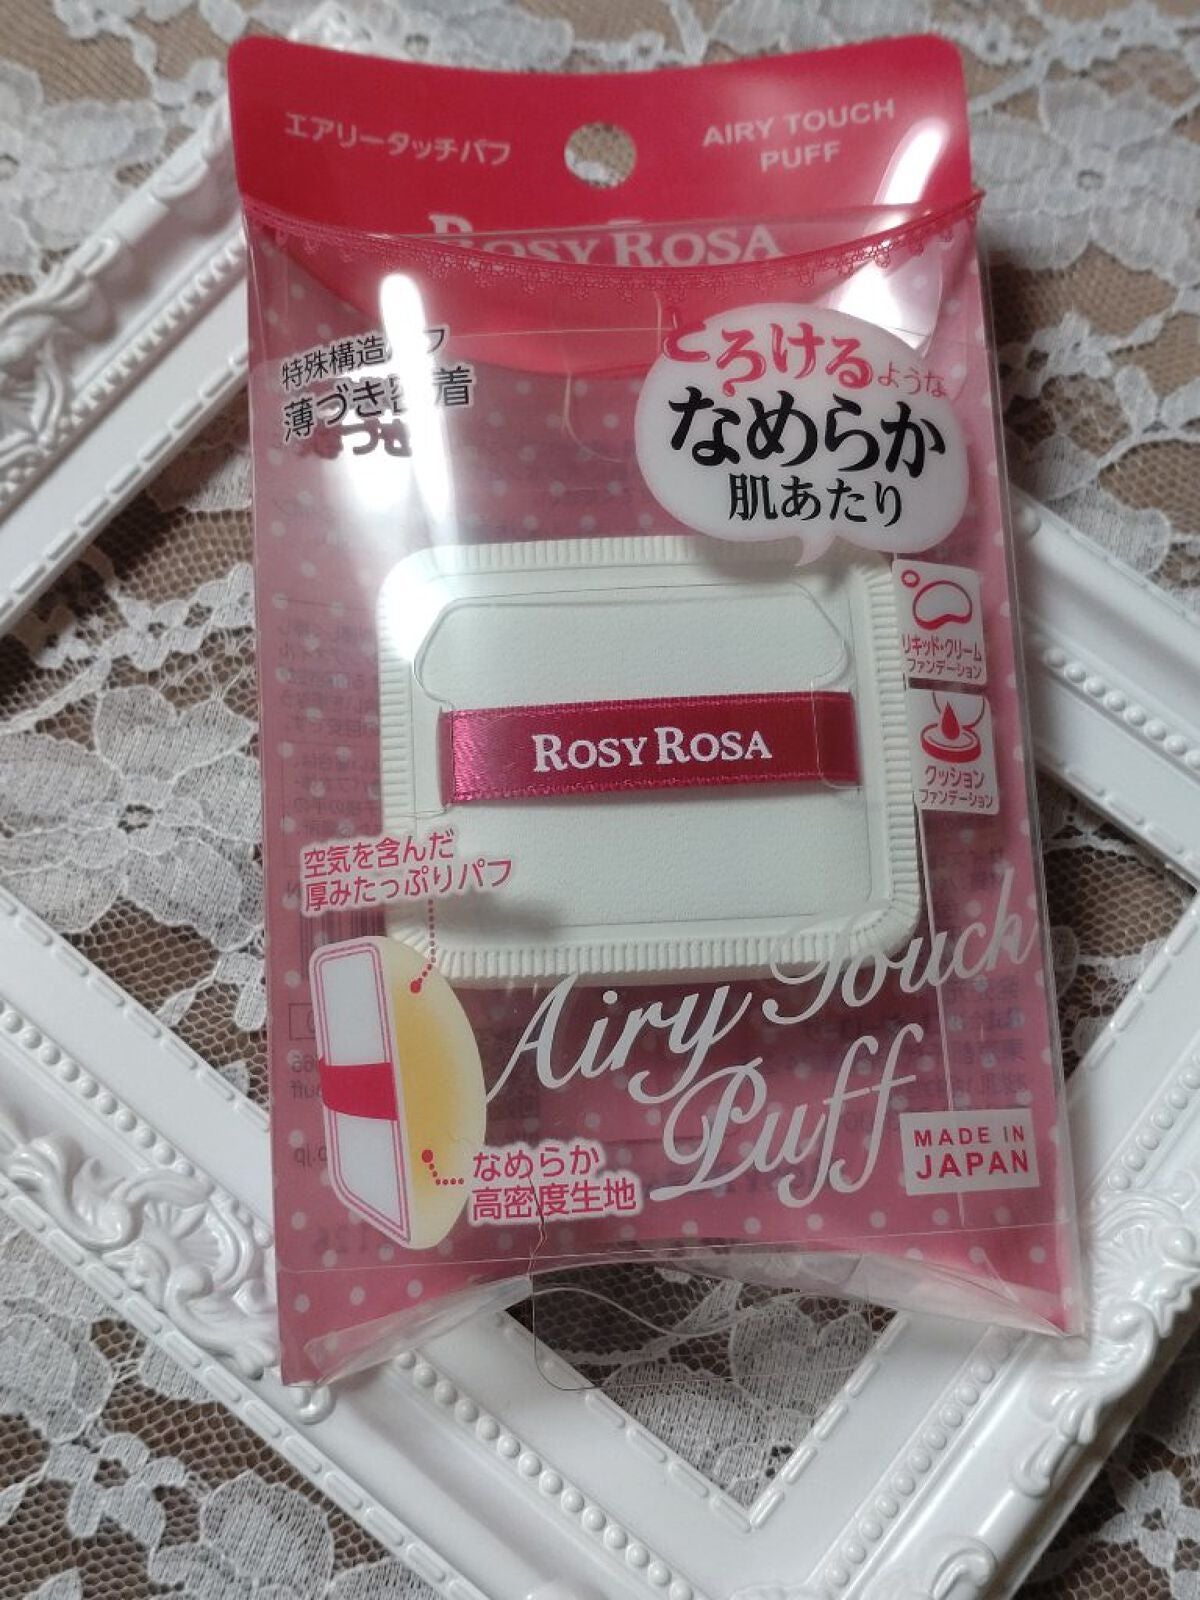 エアリータッチパフ
AIRY TOUCH
PUFF
ROSY ROSA
特殊構造パフ
薄づき密着
とろけるような
なめらか
肌あたり
リキッド・クリーム
ファンデーション
クッション
ファンデーション
ROSY ROSA
空気を含んだ
厚みたっぷりパフ
Airy Touch
Puff
なめらか
高密度生地
MADE IN
JAPAN